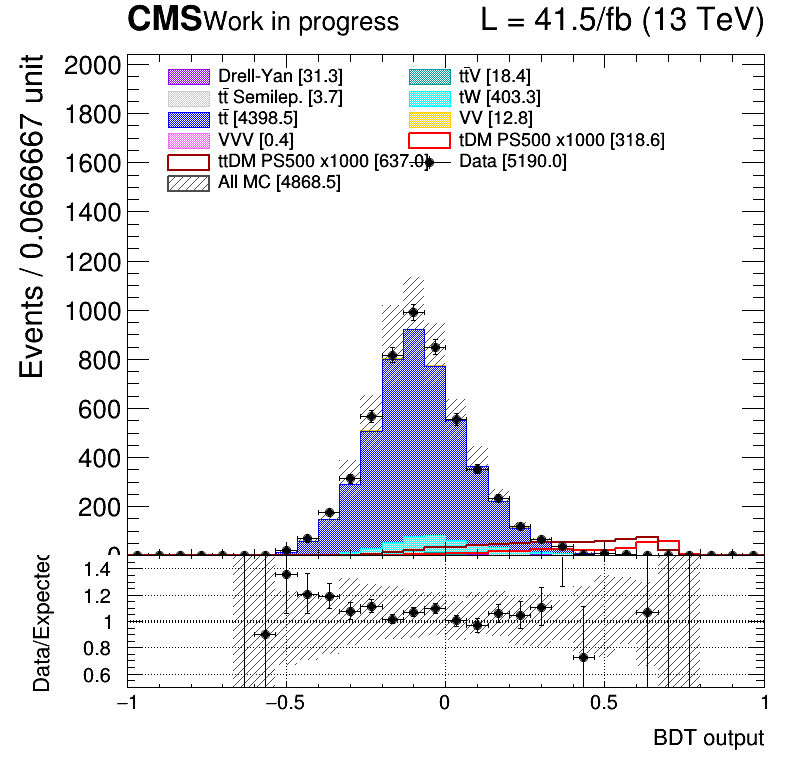 CMS Work in progress L = 41.5/fb (13 TeV)
Events / 0.0666667 unit
2000
1800
1600
1400
1200
1000
800
600
400
200
0
Drell-Yan [31.3] tt̄V [18.4]
tt̄ Semilep. [3.7] tW [403.3]
tt̄ [4398.5] VV [12.8]
VVV [0.4] tDM PS500 x1000 [318.6]
ttDM PS500 x1000 [637.0] Data [5190.0]
All MC [4868.5]
Data/Expected
1.4
1.2
1
0.8
0.6
−1 −0.5 0 0.5 1
BDT output